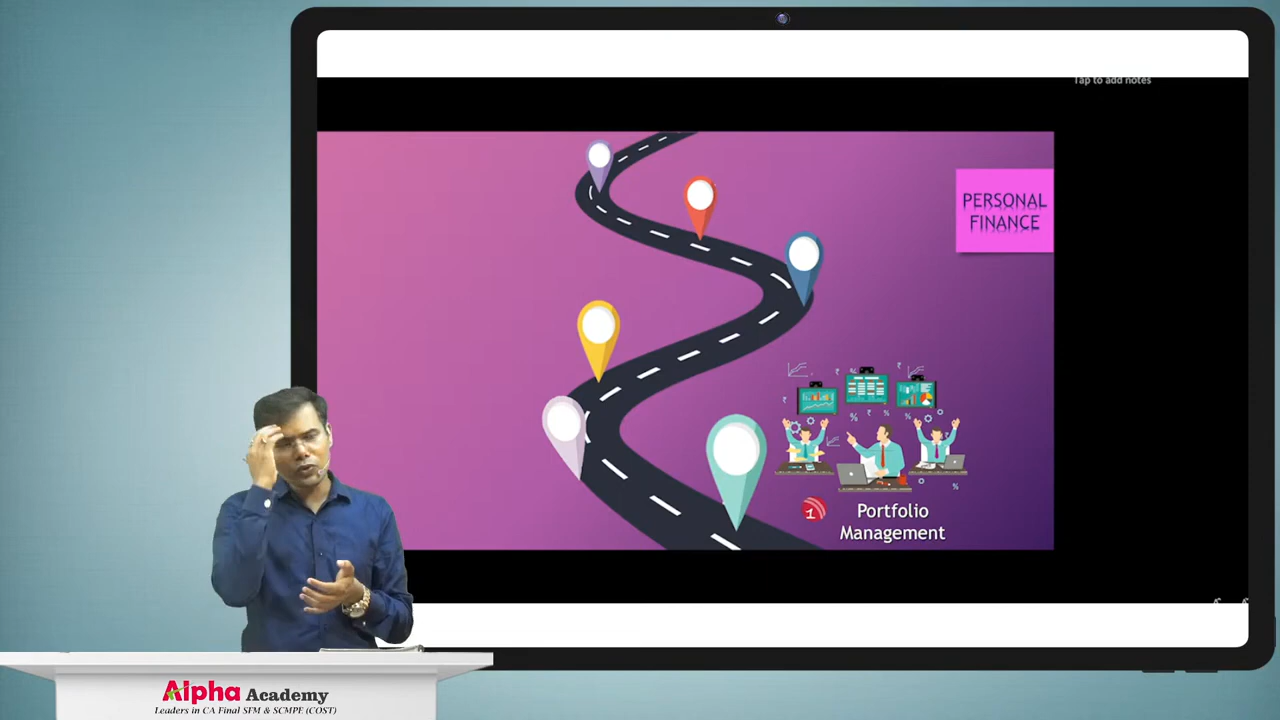 Tap to add notes
PERSONAL
FINANCE
1
Portfolio
Management
Alpha Academy
Leaders in CA Final SFM & SCMPE (COST)